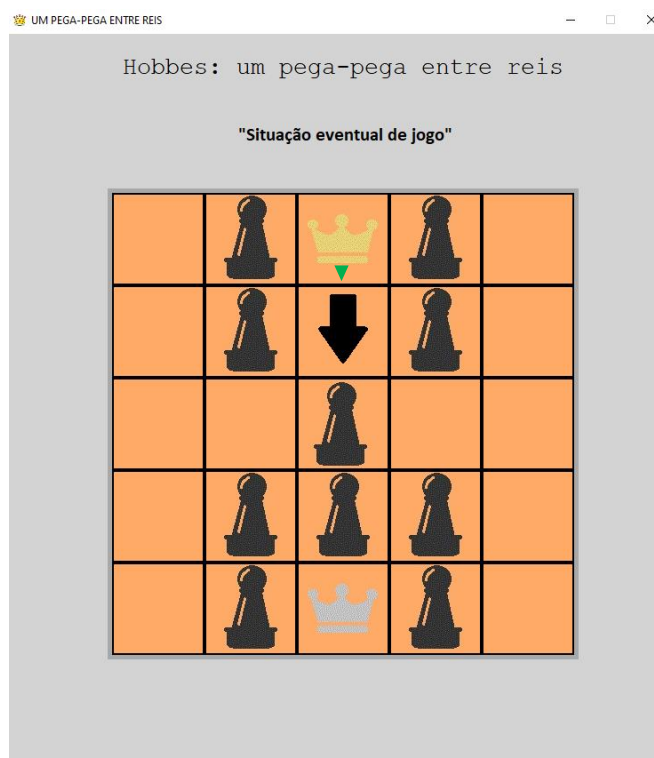 UM PEGA-PEGA ENTRE REIS
Hobbes: um pega-pega entre reis
"Situação eventual de jogo"